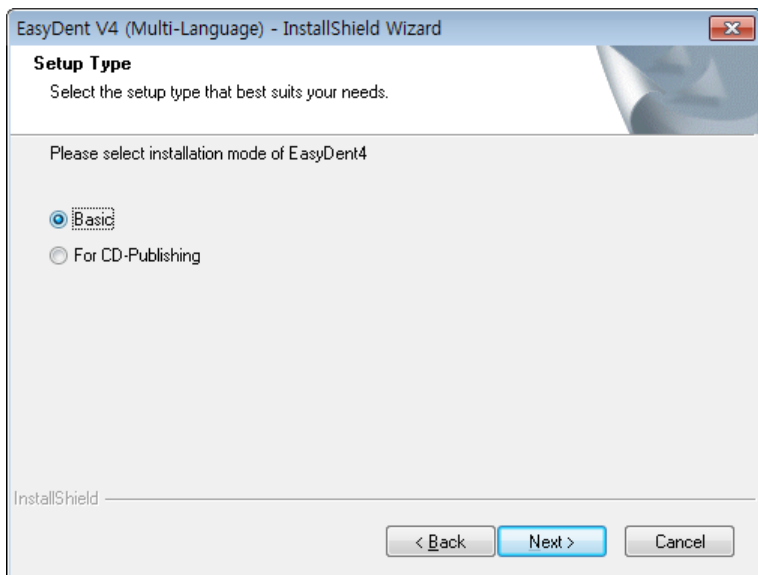 EasyDent V4 (Multi-Language) - InstallShield Wizard
Setup Type
Select the setup type that best suits your needs.
Please select installation mode of EasyDent4
Basic
For CD-Publishing
InstallShield
< Back
Next >
Cancel